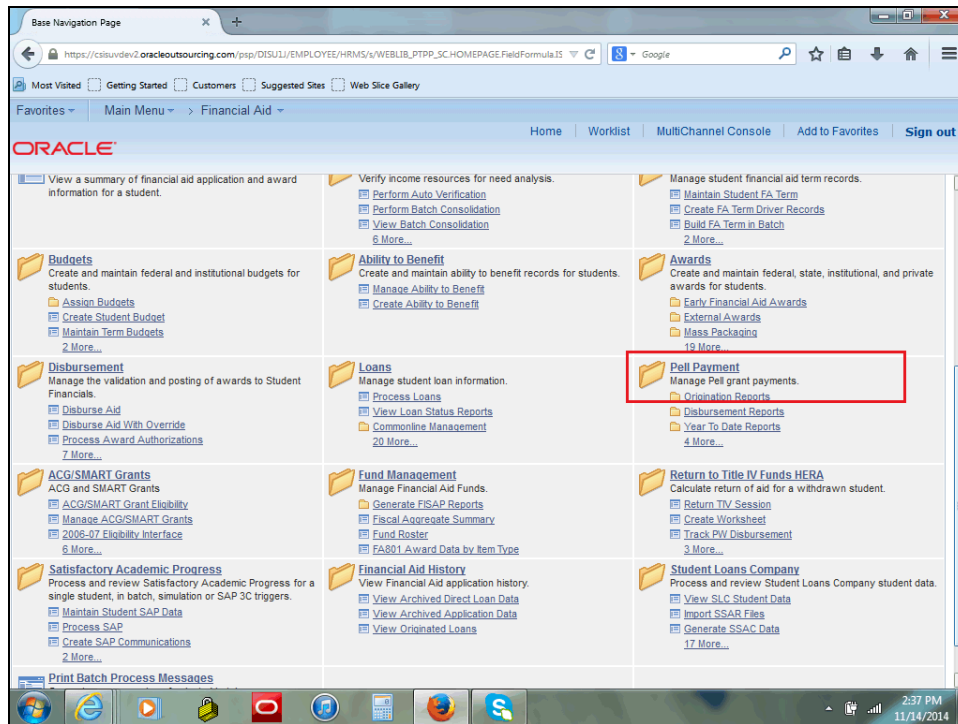 Base Navigation Page
https://csisuvdev2.oracleoutsourcing.com/psp/DISU1J/EMPLOYEE/HRMS/s/WEBLIB_PTPP_SC.HOMEPAGE.FieldFormula.IS
Google
Most Visited Getting Started Customers Suggested Sites Web Slice Gallery
Favorites Main Menu > Financial Aid
Home Worklist MultiChannel Console Add to Favorites Sign out
ORACLE
View a summary of financial aid application and award
information for a student.
Verify income resources for need analysis.
Perform Auto Verification
Perform Batch Consolidation
View Batch Consolidation
6 More...
Manage student financial aid term records.
Maintain Student FA Term
Create FA Term Driver Records
Build FA Term in Batch
2 More...
Budgets
Create and maintain federal and institutional budgets for
students.
Assign Budgets
Create Student Budget
Maintain Term Budgets
2 More...
Ability to Benefit
Create and maintain ability to benefit records for students.
Manage Ability to Benefit
Create Ability to Benefit
Awards
Create and maintain federal, state, institutional, and private
awards for students.
Early Financial Aid Awards
External Awards
Mass Packaging
19 More...
Disbursement
Manage the validation and posting of awards to Student
Financials.
Disburse Aid
Disburse Aid With Override
Process Award Authorizations
7 More...
Loans
Manage student loan information.
Process Loans
View Loan Status Reports
Commonline Management
20 More...
Pell Payment
Manage Pell grant payments.
Origination Reports
Disbursement Reports
Year To Date Reports
4 More...
ACG/SMART Grants
ACG and SMART Grants
ACG/SMART Grant Eligibility
Manage ACG/SMART Grants
2006-07 Eligibility Interface
6 More...
Fund Management
Manage Financial Aid Funds.
Generate FISAP Reports
Fiscal Aggregate Summary
Fund Roster
FA801 Award Data by Item Type
Return to Title IV Funds HERA
Calculate return of aid for a withdrawn student.
Return TIV Session
Create Worksheet
Track PW Disbursement
3 More...
Satisfactory Academic Progress
Process and review Satisfactory Academic Progress for a
single student, in batch, simulation or SAP 3C triggers.
Maintain Student SAP Data
Process SAP
Create SAP Communications
2 More...
Financial Aid History
View Financial Aid application history.
View Archived Direct Loan Data
View Archived Application Data
View Originated Loans
Student Loans Company
Process and review Student Loans Company student data.
View SLC Student Data
Import SSAR Files
Generate SSAC Data
17 More...
Print Batch Process Messages
2:37 PM
11/14/2014